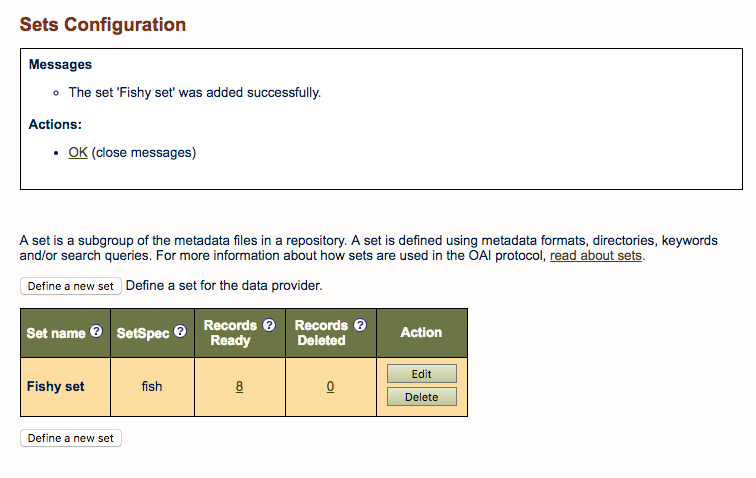 Sets Configuration
Messages
The set 'Fishy set' was added successfully.
Actions:
OK (close messages)
A set is a subgroup of the metadata files in a repository. A set is defined using metadata formats, directories, keywords
and/or search queries. For more information about how sets are used in the OAI protocol, read about sets.
Define a new set Define a set for the data provider.
Set name ? SetSpec ? Records ? Records ? Action
Ready Deleted
Fishy set fish 8 0 Edit
Delete
Define a new set